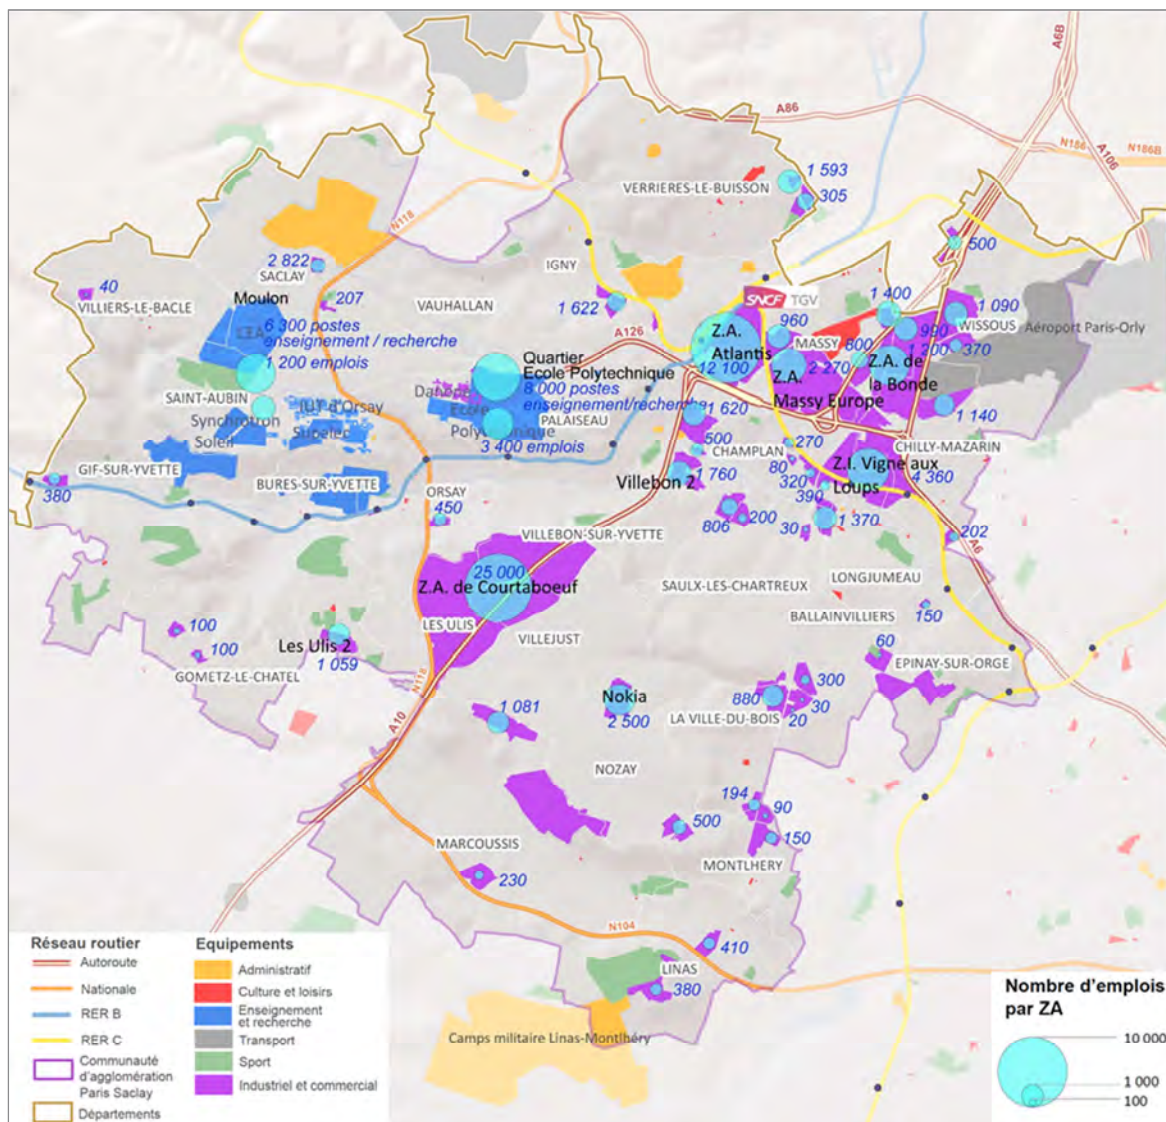 A6B
A86
N186
N186B
A106
1 593
VERRIERES-LE-BUISSON
305
N118
500
2 822
SACLAY
IGNY
40
VILLIERS-LE-BACLE
Moulon
207
VAUHALLAN
1 622
SNCF TGV
1 400
1 090
CEA
6 300 postes
enseignement / recherche
1 200 emplois
A126
Z.A.
Atlantis
12 100
960
MASSY
800
990
WISSOUS
Aéroport Paris-Orly
1 200
370
Quartier
Ecole Polytechnique
8 000 postes
enseignement/recherche
2 270
Z.A.
Massy Europe
Z.A. de
la Bonde
SAINT-AUBIN
Synchrotron
Soleil
IUT d'Orsay
Supelec
Danone
Ecole
Polytechnique
PALAISEAU
3 400 emplois
1 620
1 140
500
CHAMPLAN
270
CHILLY-MAZARIN
GIF-SUR-YVETTE
380
BURES-SUR-YVETTE
ORSAY
450
Villebon 2
1 760
80
320
390
Z.I. Vigne aux
Loups
4 360
VILLEBON-SUR-YVETTE
806
200
30
1 370
202
A6
25 000
Z.A. de Courtaboeuf
SAULX-LES-CHARTREUX
LONGJUMEAU
BALLAINVILLIERS
150
LES ULIS
VILLEJUST
100
100
Les Ulis 2
1 059
GOMETZ-LE-CHATEL
60
EPINAY-SUR-ORGE
N118
A10
1 081
Nokia
2 500
880
300
30
20
LA VILLE-DU-BOIS
NOZAY
194
90
150
500
MARCOUSSIS
MONTLHERY
230
N104
410
LINAS
380
Camps militaire Linas-Montlhéry
Réseau routier
Autoroute
Nationale
RER B
RER C
Communauté
d'agglomération
Paris Saclay
Départements
Equipements
Administratif
Culture et loisirs
Enseignement
et recherche
Transport
Sport
Industriel et commercial
Nombre d'emplois
par ZA
10 000
1 000
100